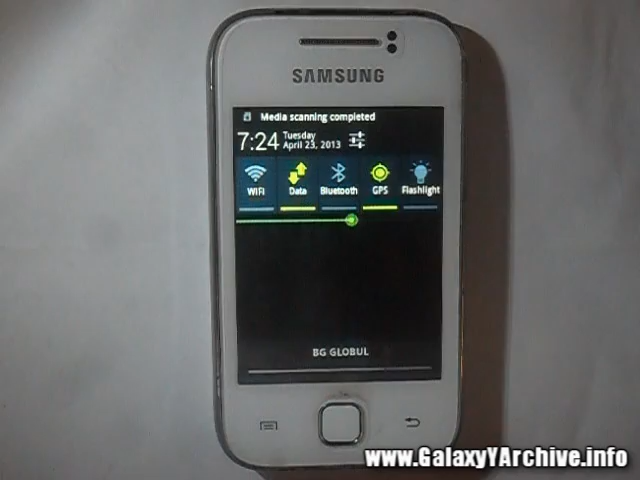 SAMSUNG
Media scanning completed
7:24 Tuesday
April 23, 2013
WiFi Data Bluetooth GPS Flashlight
BG GLOBUL
www.GalaxyYArchive.info